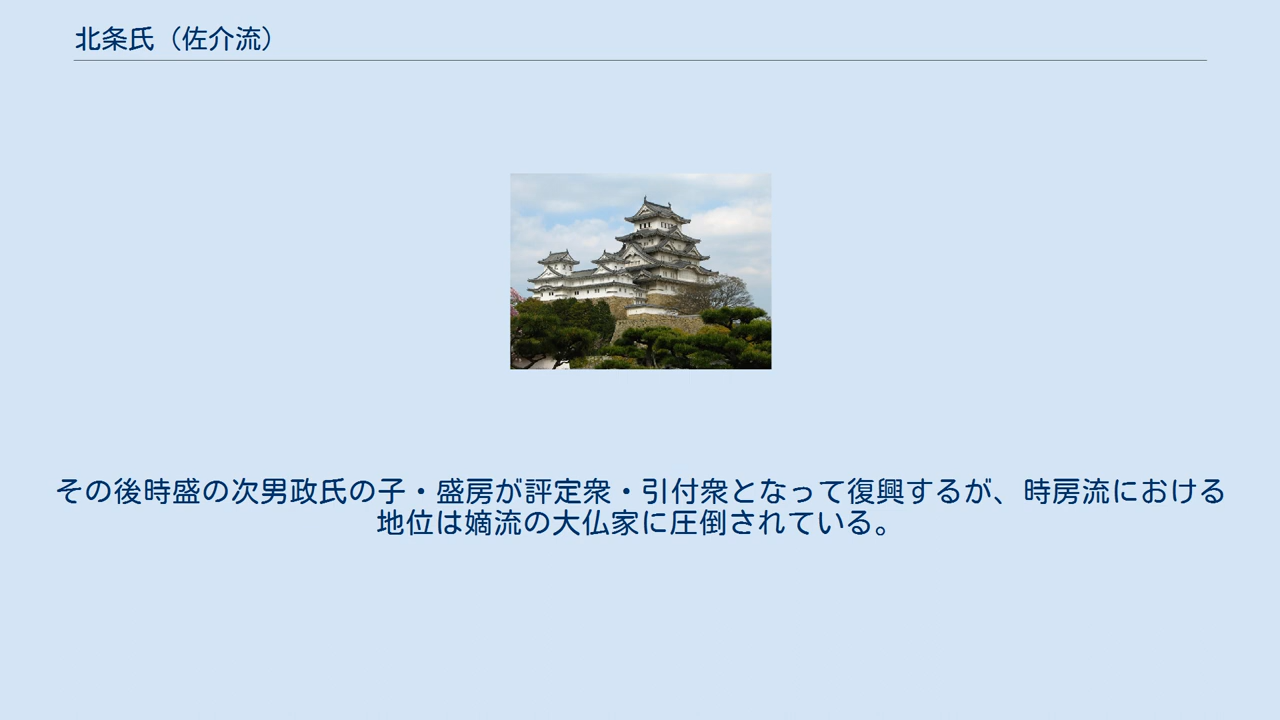 北条氏（佐介流）
その後時盛の次男政氏の子・盛房が評定衆・引付衆となって復興するが、時房流における
地位は嫡流の大仏家に圧倒されている。